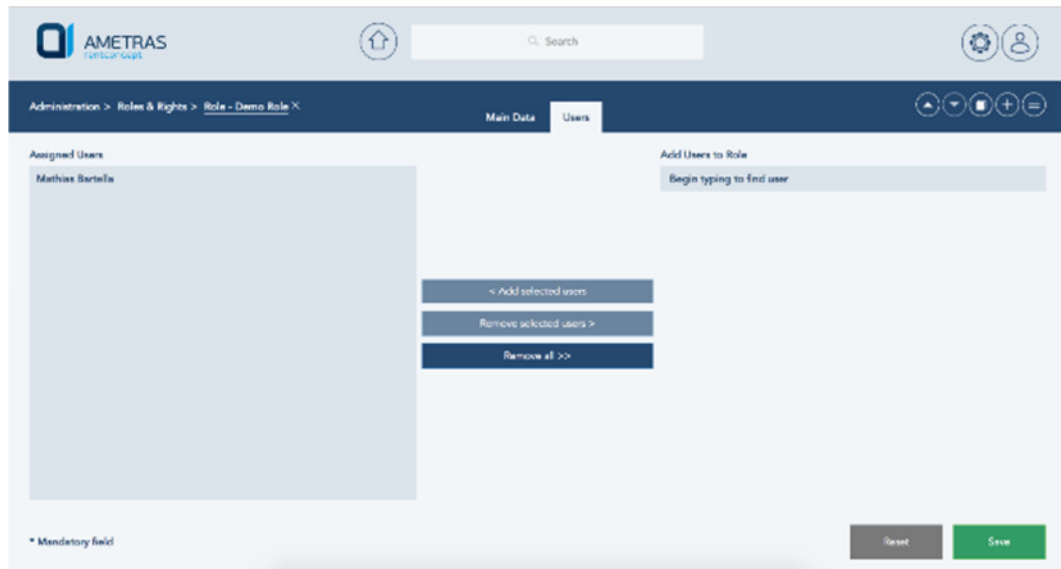 AMETRAS
rentconcept
Search
Administration > Roles & Rights > Role - Demo Role ×
Main Data
Users
Assigned Users
Mathias Bartella
Add Users to Role
Begin typing to find user
< Add selected users
Remove selected users >
Remove all >>
* Mandatory field
Reset
Save